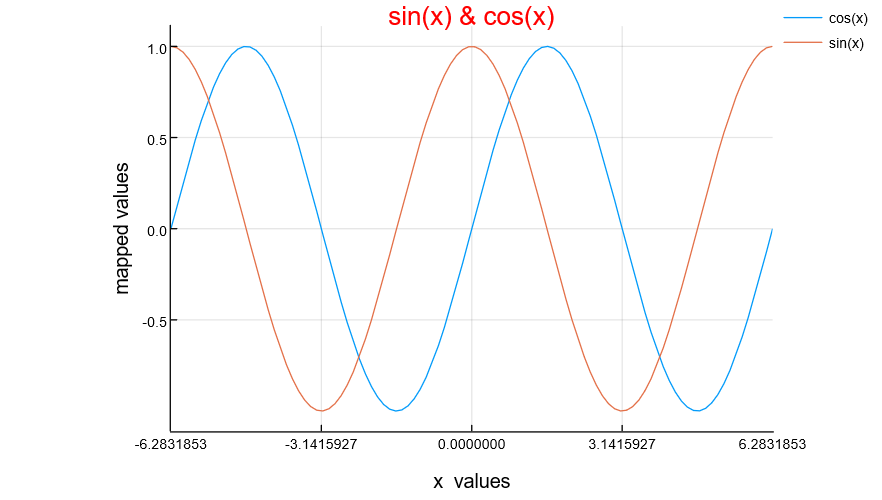 sin(x) & cos(x)
cos(x)
sin(x)
1.0
0.5
0.0
-0.5
mapped values
-6.2831853
-3.1415927
0.0000000
3.1415927
6.2831853
x values